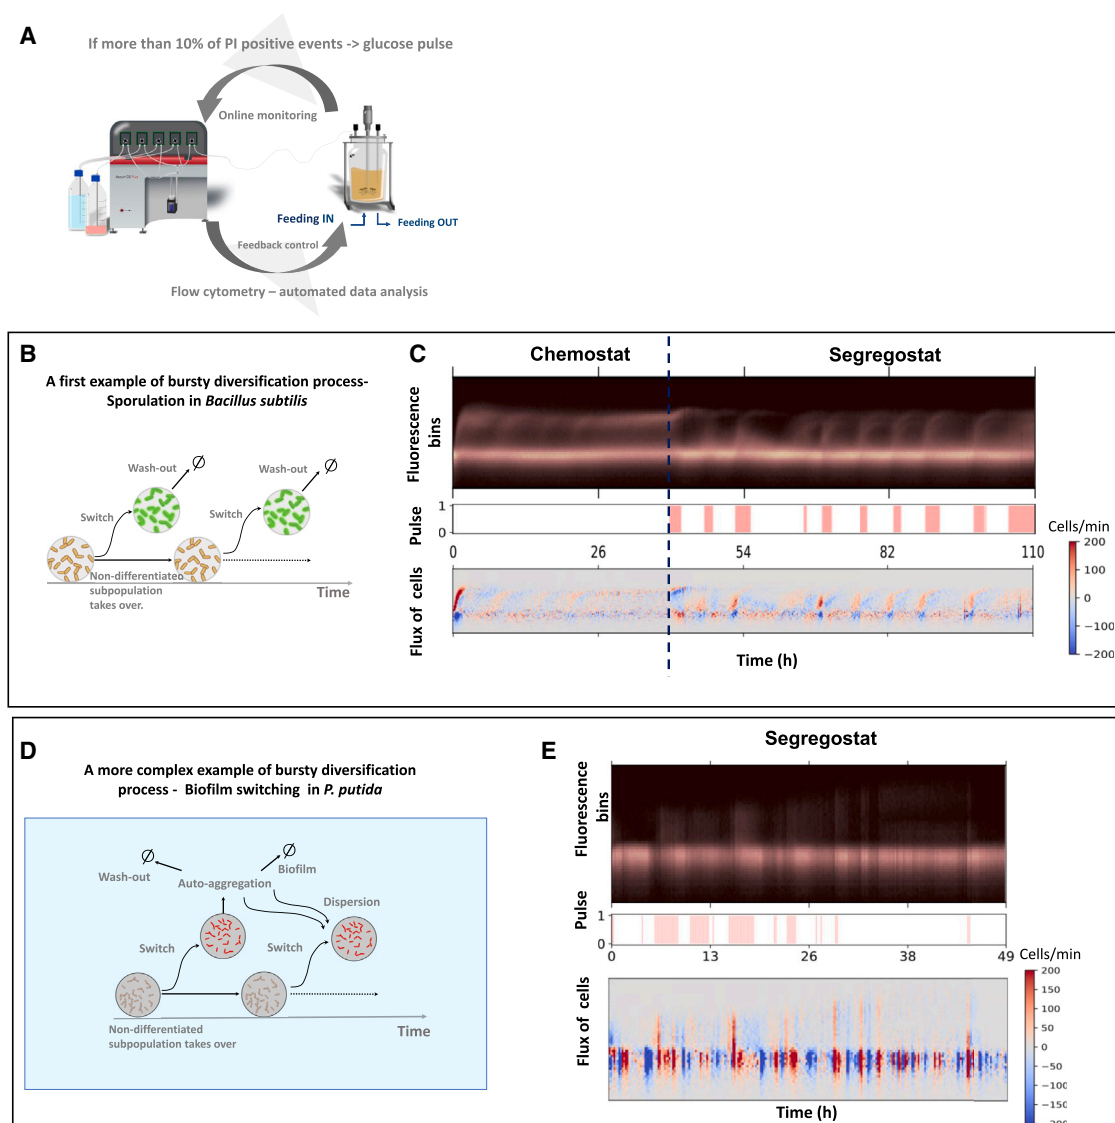 A
If more than 10% of PI positive events -> glucose pulse
Online monitoring
Feeding IN
Feeding OUT
Feedback control
Flow cytometry – automated data analysis
B
A first example of bursty diversification process-
Sporulation in Bacillus subtilis
Wash-out
Wash-out
Switch
Switch
Non-differentiated
subpopulation
takes over.
Time
C
Chemostat
Segregostat
Fluorescence
bins
Pulse
1
0
0
26
54
82
110
Flux of cells
Time (h)
Cells/min
200
100
0
−100
−200
D
A more complex example of bursty diversification
process - Biofilm switching in P. putida
Wash-out
Biofilm
Auto-aggregation
Dispersion
Switch
Switch
Non-differentiated
subpopulation takes over
Time
E
Segregostat
Fluorescence
bins
Pulse
1
0
0
13
26
38
49
Flux of cells
Time (h)
Cells/min
200
150
100
50
0
−50
−100
−150